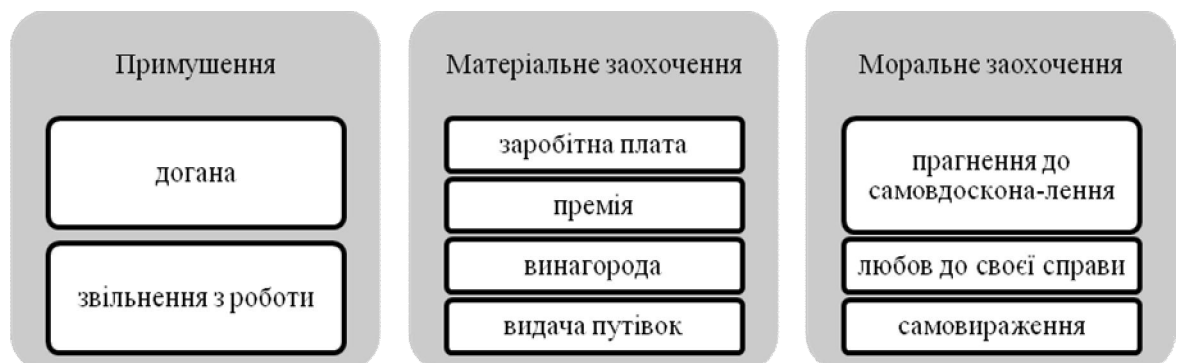 Примушення
догана
звільнення з роботи
Матеріальне заохочення
заробітна плата
премія
винагорода
видача путівок
Моральне заохочення
прагнення до
самовдоскона-лення
любов до своєї справи
самовираження